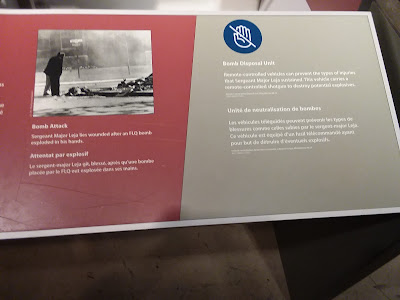 Bomb Attack
Sergeant Major Leja lies wounded after an FLQ bomb
exploded in his hands.
Attentat par explosif
Le sergent-major Leja gît, blessé, après qu'une bombe
placée par le FLQ eut explosée dans ses mains.
Bomb Disposal Unit
Remote-controlled vehicles can prevent the types of injuries
that Sergeant Major Leja sustained. This vehicle carries a
remote-controlled shotgun to destroy potential explosives.
Unité de neutralisation de bombes
Les véhicules téléguidés peuvent prévenir les types de
blessures comme celles subies par le sergent-major Leja.
Ce véhicule est équipé d'un fusil télécommandé ayant
pour but de détruire d'éventuels explosifs.